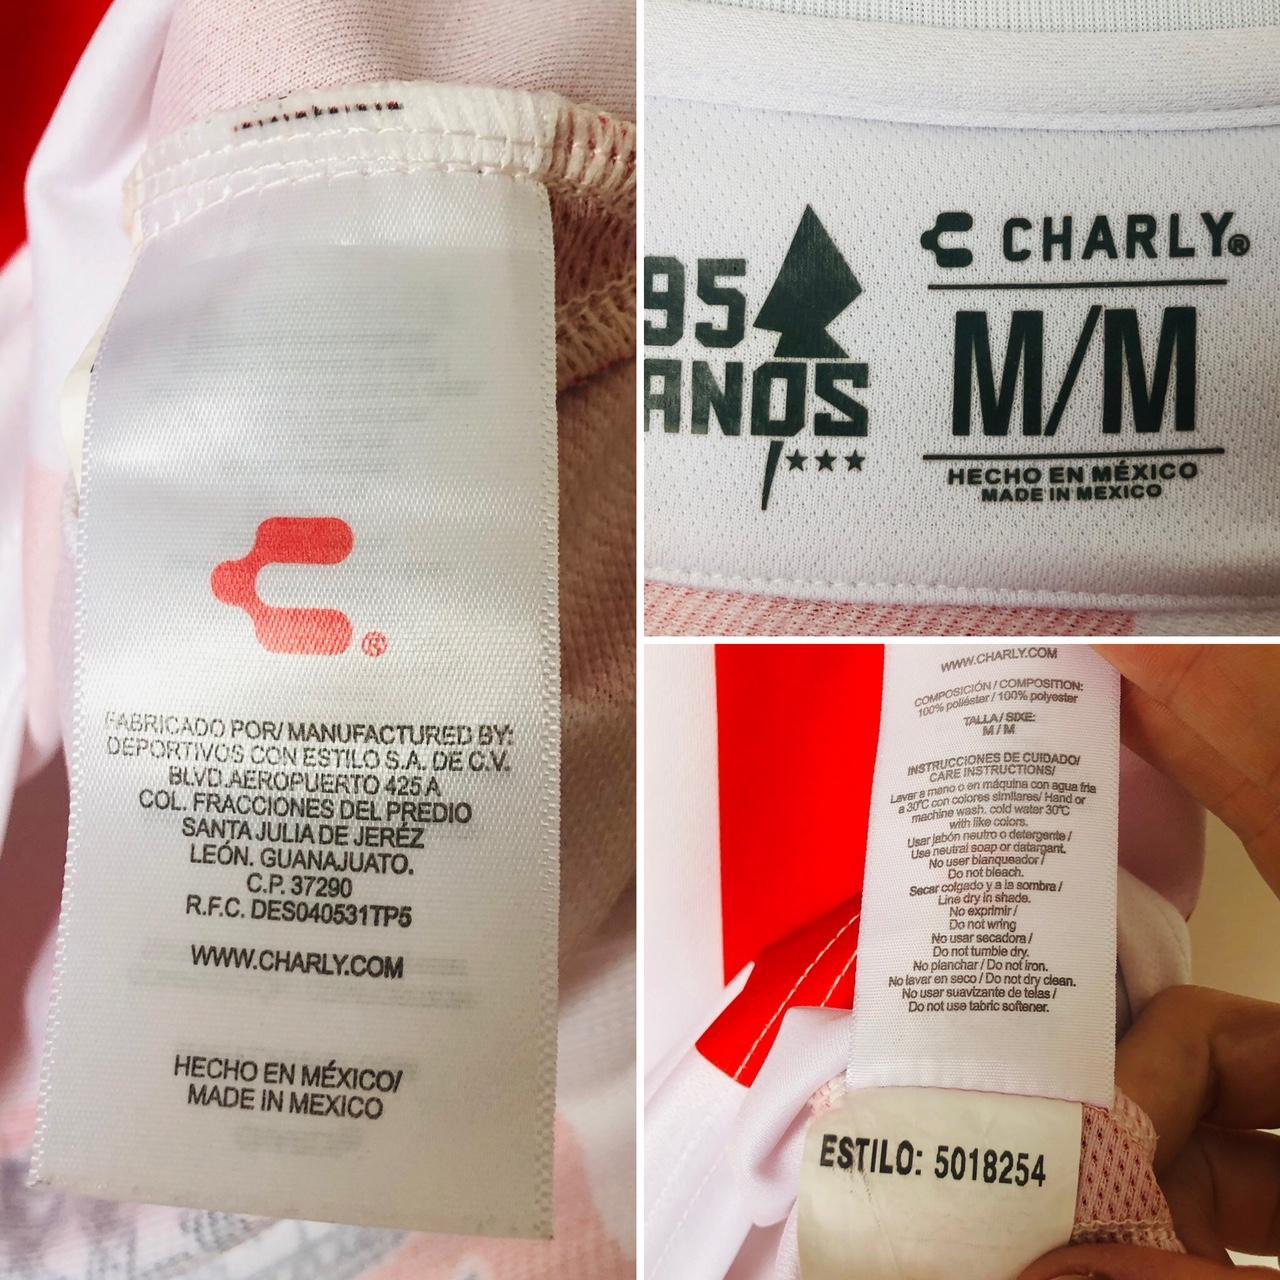 ®
FABRICADO POR/ MANUFACTURED BY:
DEPORTIVOS CON ESTILO S.A. DE C.V.
BLVD.AEROPUERTO 425 A
COL. FRACCIONES DEL PREDIO
SANTA JULIA DE JERÉZ
LEÓN. GUANAJUATO.
C.P. 37290
R.F.C. DES040531TP5
WWW.CHARLY.COM
HECHO EN MÉXICO/
MADE IN MEXICO
95
ANOS
CHARLY®
M/M
HECHO EN MÉXICO
MADE IN MEXICO
WWW.CHARLY.COM
COMPOSICIÓN / COMPOSITION:
100% poliéster / 100% polyester
TALLA / SIXE:
M / M
INSTRUCCIONES DE CUIDADO/
CARE INSTRUCTIONS/
Lavar a mano o en máquina con agua fria
a 30°C con colores similares/ Hand or
machine wash. cold water 30°C
with like colors.
Usar jabón neutro o detergente /
Use neutral soap or datargant.
No user blanqueador /
Do not bleach.
Secar colgado y a la sombra /
Line dry in shade.
No exprimir /
Do not wring
No usar secadora /
Do not tumble dry.
No planchar / Do not iron.
No lavar en seco / Do not dry clean.
No usar suavizante de telas /
Do not use fabric softener.
ESTILO: 5018254